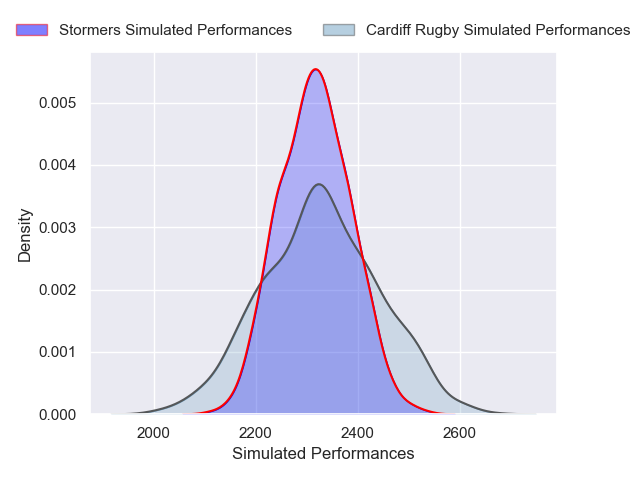 Stormers Simulated Performances Cardiff Rugby Simulated Performances
0.005
0.004
0.003
0.002
0.001
0.000
Density
2000 2200 2400 2600
Simulated Performances